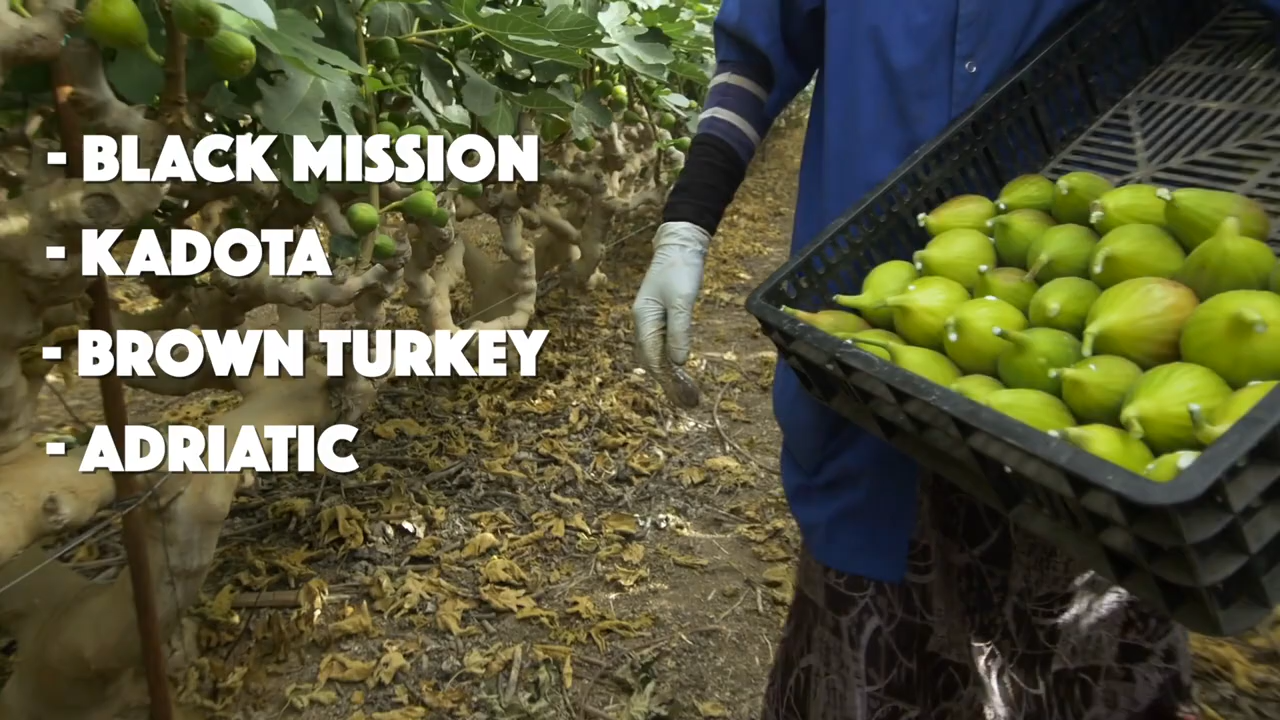 - BLACK MISSION
- KADOTA
- BROWN TURKEY
- ADRIATIC